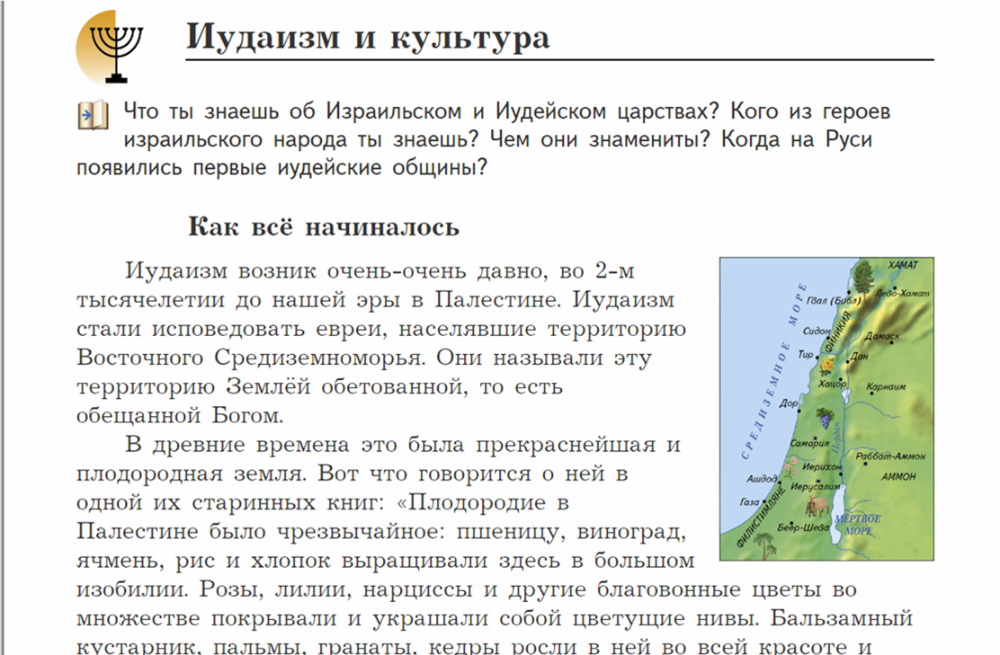 Иудаизм и культура
Что ты знаешь об Израильском и Иудейском царствах? Кого из героев
израильского народа ты знаешь? Чем они знамениты? Когда на Руси
появились первые иудейские общины?
Как всё начиналось
Иудаизм возник очень-очень давно, во 2-м
тысячелетии до нашей эры в Палестине. Иудаизм
стали исповедовать евреи, населявшие территорию
Восточного Средиземноморья. Они называли эту
территорию Землёй обетованной, то есть
обещанной Богом.
В древние времена это была прекраснейшая и
плодородная земля. Вот что говорится о ней в
одной их старинных книг: «Плодородие в
Палестине было чрезвычайное: пшеницу, виноград,
ячмень, рис и хлопок выращивали здесь в большом
изобилии. Розы, лилии, нарциссы и другие благовонные цветы во
множестве покрывали и украшали собой цветущие нивы. Бальзамный
кустарник, пальмы, гранаты, кедры росли в ней во всей красоте и
ХАМАТ
Лево-Хамат
Гвал (Библ)
СРЕДИЗЕМНОЕ МОРЕ
ФИНИКИЯ
Сидон
Дамаск
Тир
Дан
Хацор
Карнаим
Дор
Иордан
Самария
Раббат-Аммон
Иерихон
АММОН
Ашдод
Иерусалим
Газа
ФИЛИСТИМЛЯНЕ
МЕРТВОЕ
МОРЕ
Беер-Шева